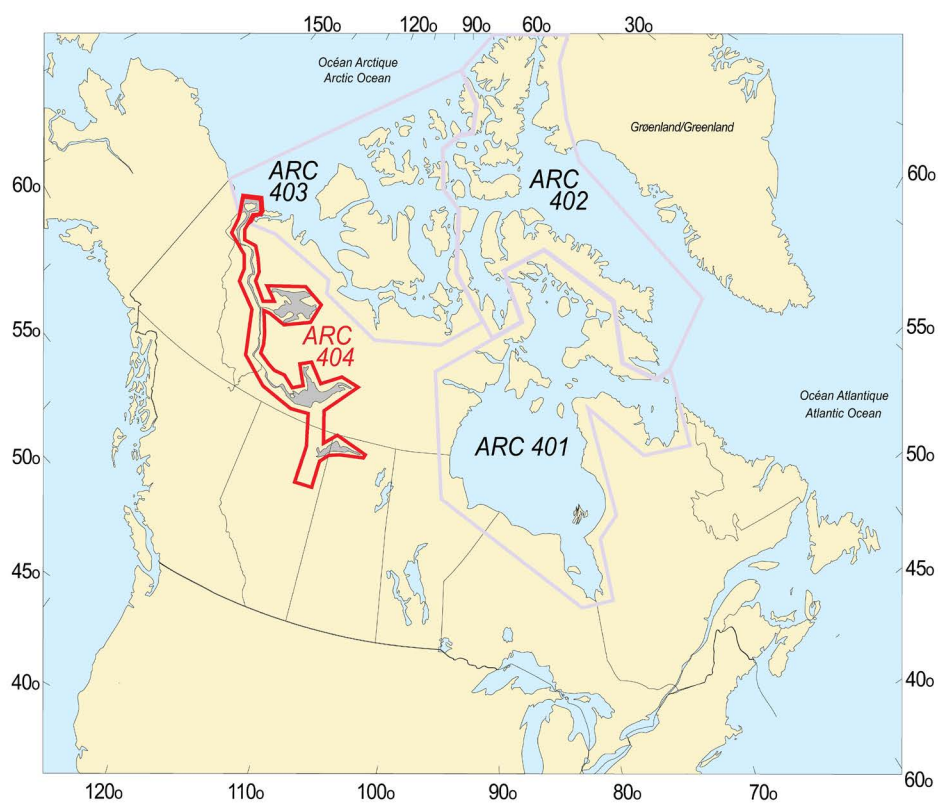 150o 120o 90o 60o 30o
Océan Arctique
Arctic Ocean
Grøenland/Greenland
ARC
403
ARC
402
60o
60o
55o
ARC
404
55o
Océan Atlantique
Atlantic Ocean
ARC 401
50o
50o
45o
45o
40o
40o
60o
120o 110o 100o 90o 80o 70o